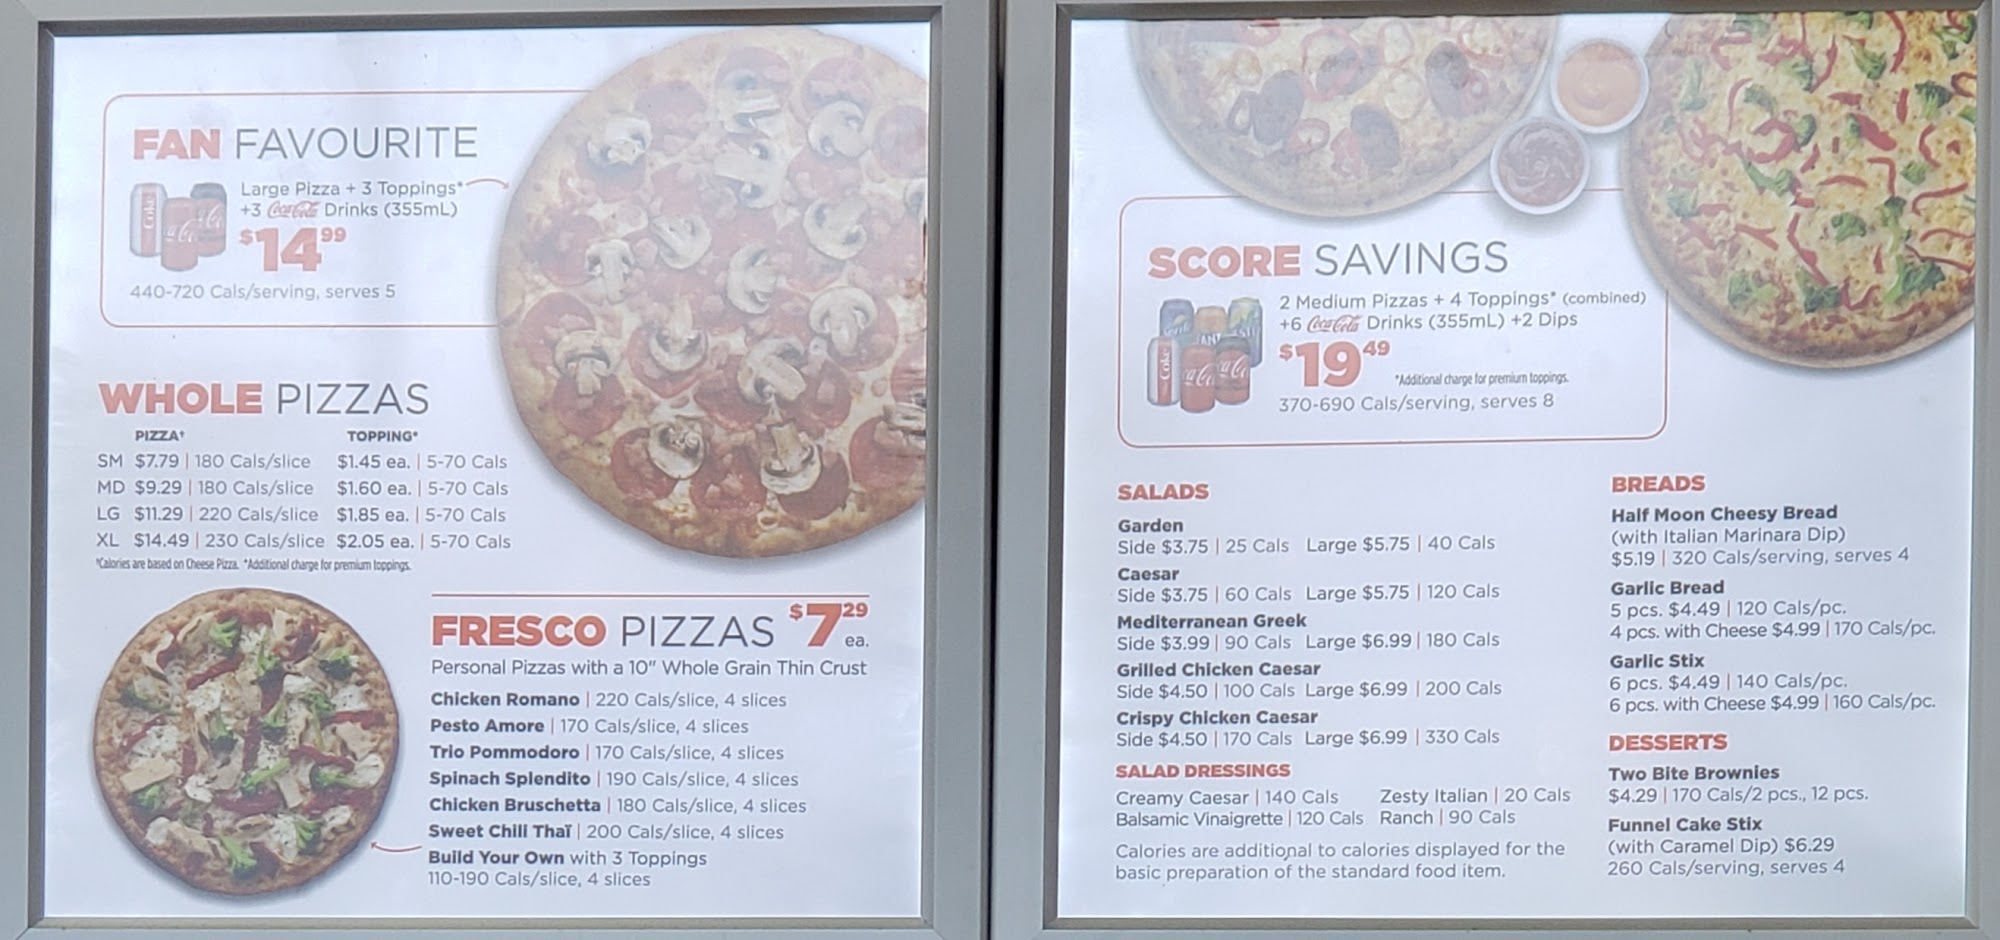 FAN FAVOURITE
Large Pizza + 3 Toppings*
+3 Coca-Cola Drinks (355mL)
$14.99
440-720 Cals/serving, serves 5
WHOLE PIZZAS
PIZZA† TOPPING*
SM $7.79 | 180 Cals/slice $1.45 ea. | 5-70 Cals
MD $9.29 | 180 Cals/slice $1.60 ea. | 5-70 Cals
LG $11.29 | 220 Cals/slice $1.85 ea. | 5-70 Cals
XL $14.49 | 230 Cals/slice $2.05 ea. | 5-70 Cals
†Calories are based on Cheese Pizza. *Additional charge for premium toppings.
FRESCO PIZZAS $7.29 ea.
Personal Pizzas with a 10" Whole Grain Thin Crust
Chicken Romano | 220 Cals/slice, 4 slices
Pesto Amore | 170 Cals/slice, 4 slices
Trio Pommodoro | 170 Cals/slice, 4 slices
Spinach Splendito | 190 Cals/slice, 4 slices
Chicken Bruschetta | 180 Cals/slice, 4 slices
Sweet Chili Thaï | 200 Cals/slice, 4 slices
Build Your Own with 3 Toppings
110-190 Cals/slice, 4 slices
SCORE SAVINGS
2 Medium Pizzas + 4 Toppings* (combined)
+6 Coca-Cola Drinks (355mL) +2 Dips
$19.49
*Additional charge for premium toppings.
370-690 Cals/serving, serves 8
SALADS
Garden
Side $3.75 | 25 Cals Large $5.75 | 40 Cals
Caesar
Side $3.75 | 60 Cals Large $5.75 | 120 Cals
Mediterranean Greek
Side $3.99 | 90 Cals Large $6.99 | 180 Cals
Grilled Chicken Caesar
Side $4.50 | 100 Cals Large $6.99 | 200 Cals
Crispy Chicken Caesar
Side $4.50 | 170 Cals Large $6.99 | 330 Cals
SALAD DRESSINGS
Creamy Caesar | 140 Cals Zesty Italian | 20 Cals
Balsamic Vinaigrette | 120 Cals Ranch | 90 Cals
Calories are additional to calories displayed for the
basic preparation of the standard food item.
BREADS
Half Moon Cheesy Bread
(with Italian Marinara Dip)
$5.19 | 320 Cals/serving, serves 4
Garlic Bread
5 pcs. $4.49 | 120 Cals/pc.
4 pcs. with Cheese $4.99 | 170 Cals/pc.
Garlic Stix
6 pcs. $4.49 | 140 Cals/pc.
6 pcs. with Cheese $4.99 | 160 Cals/pc.
DESSERTS
Two Bite Brownies
$4.29 | 170 Cals/2 pcs., 12 pcs.
Funnel Cake Stix
(with Caramel Dip) $6.29
260 Cals/serving, serves 4